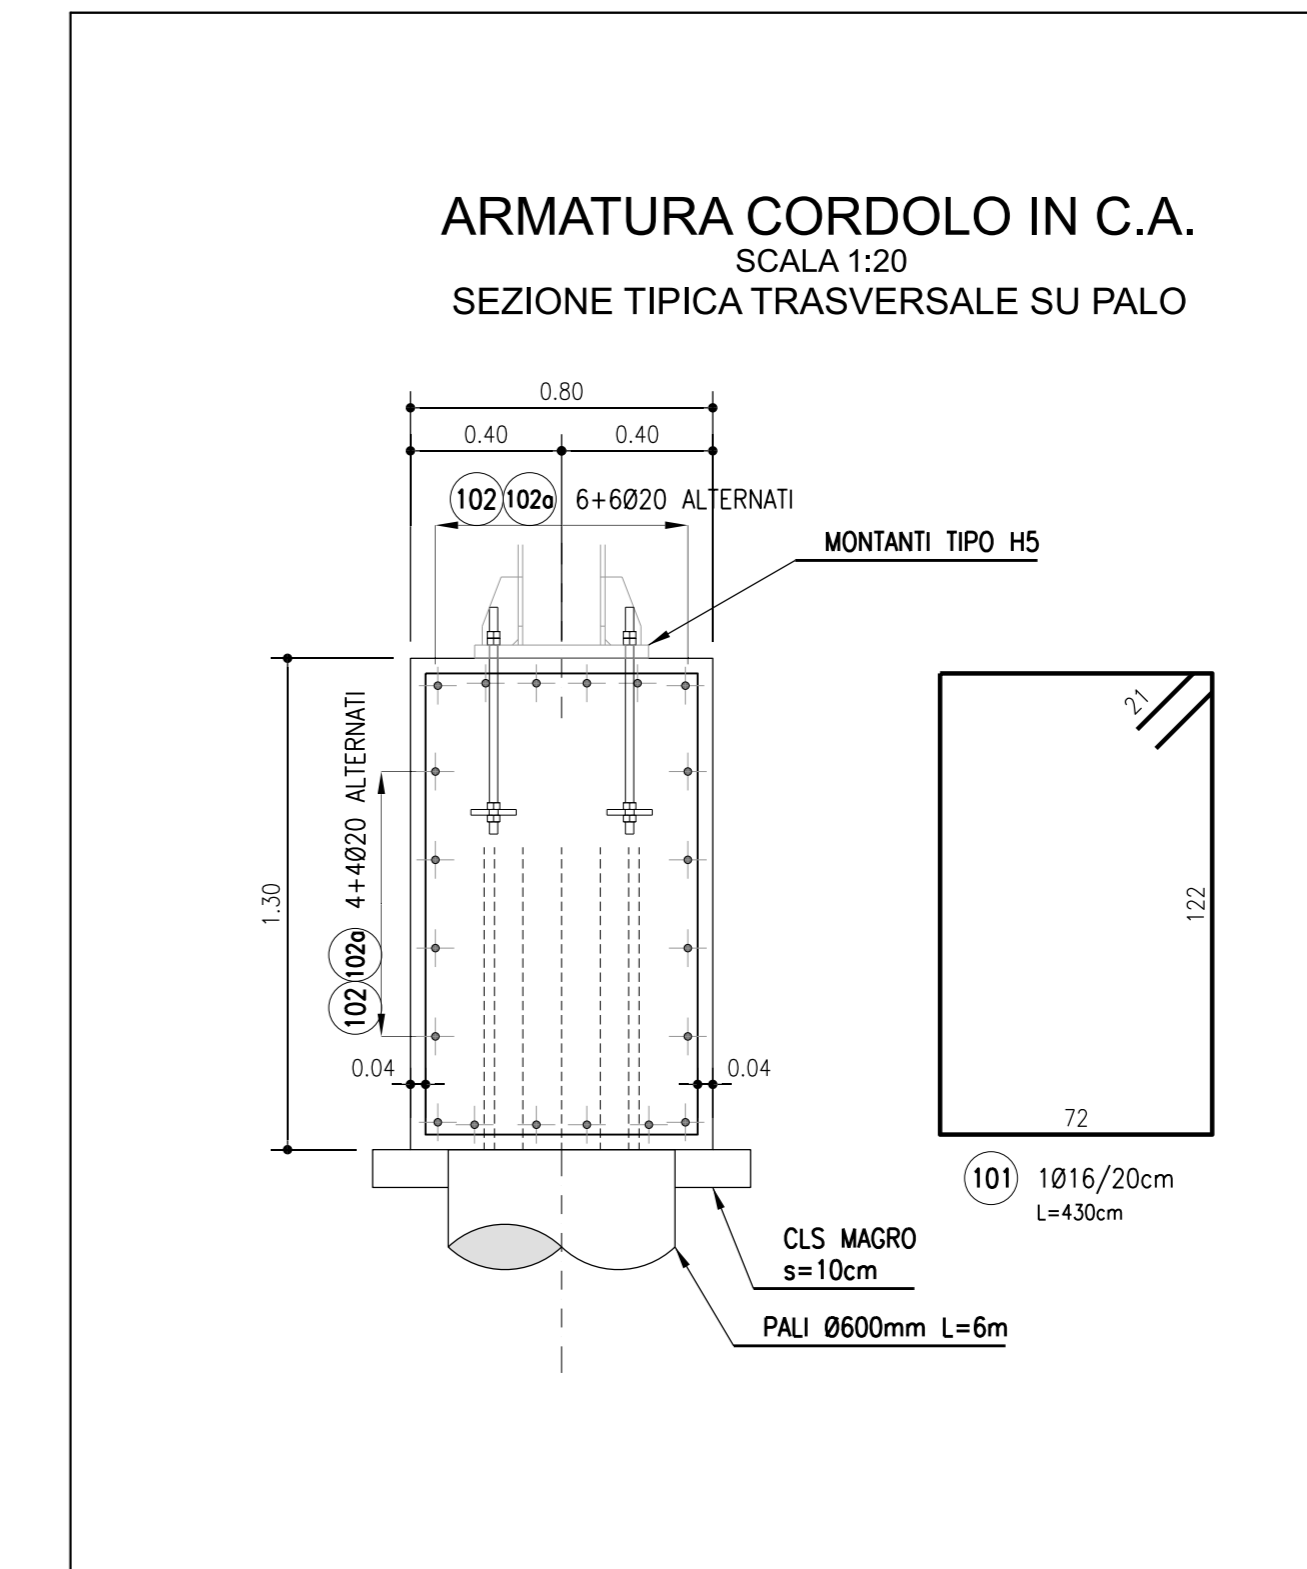 ARMATURA CORDOLO IN C.A.
SCALA 1:20
SEZIONE TIPICA TRASVERSALE SU PALO
0.80
0.40 0.40
102 102a 6+6Ø20 ALTERNATI
MONTANTI TIPO H5
102 102a 4+4Ø20 ALTERNATI
1.30
0.04 0.04
21
122
72
101 1Ø16/20cm
L=430cm
CLS MAGRO
s=10cm
PALI Ø600mm L=6m